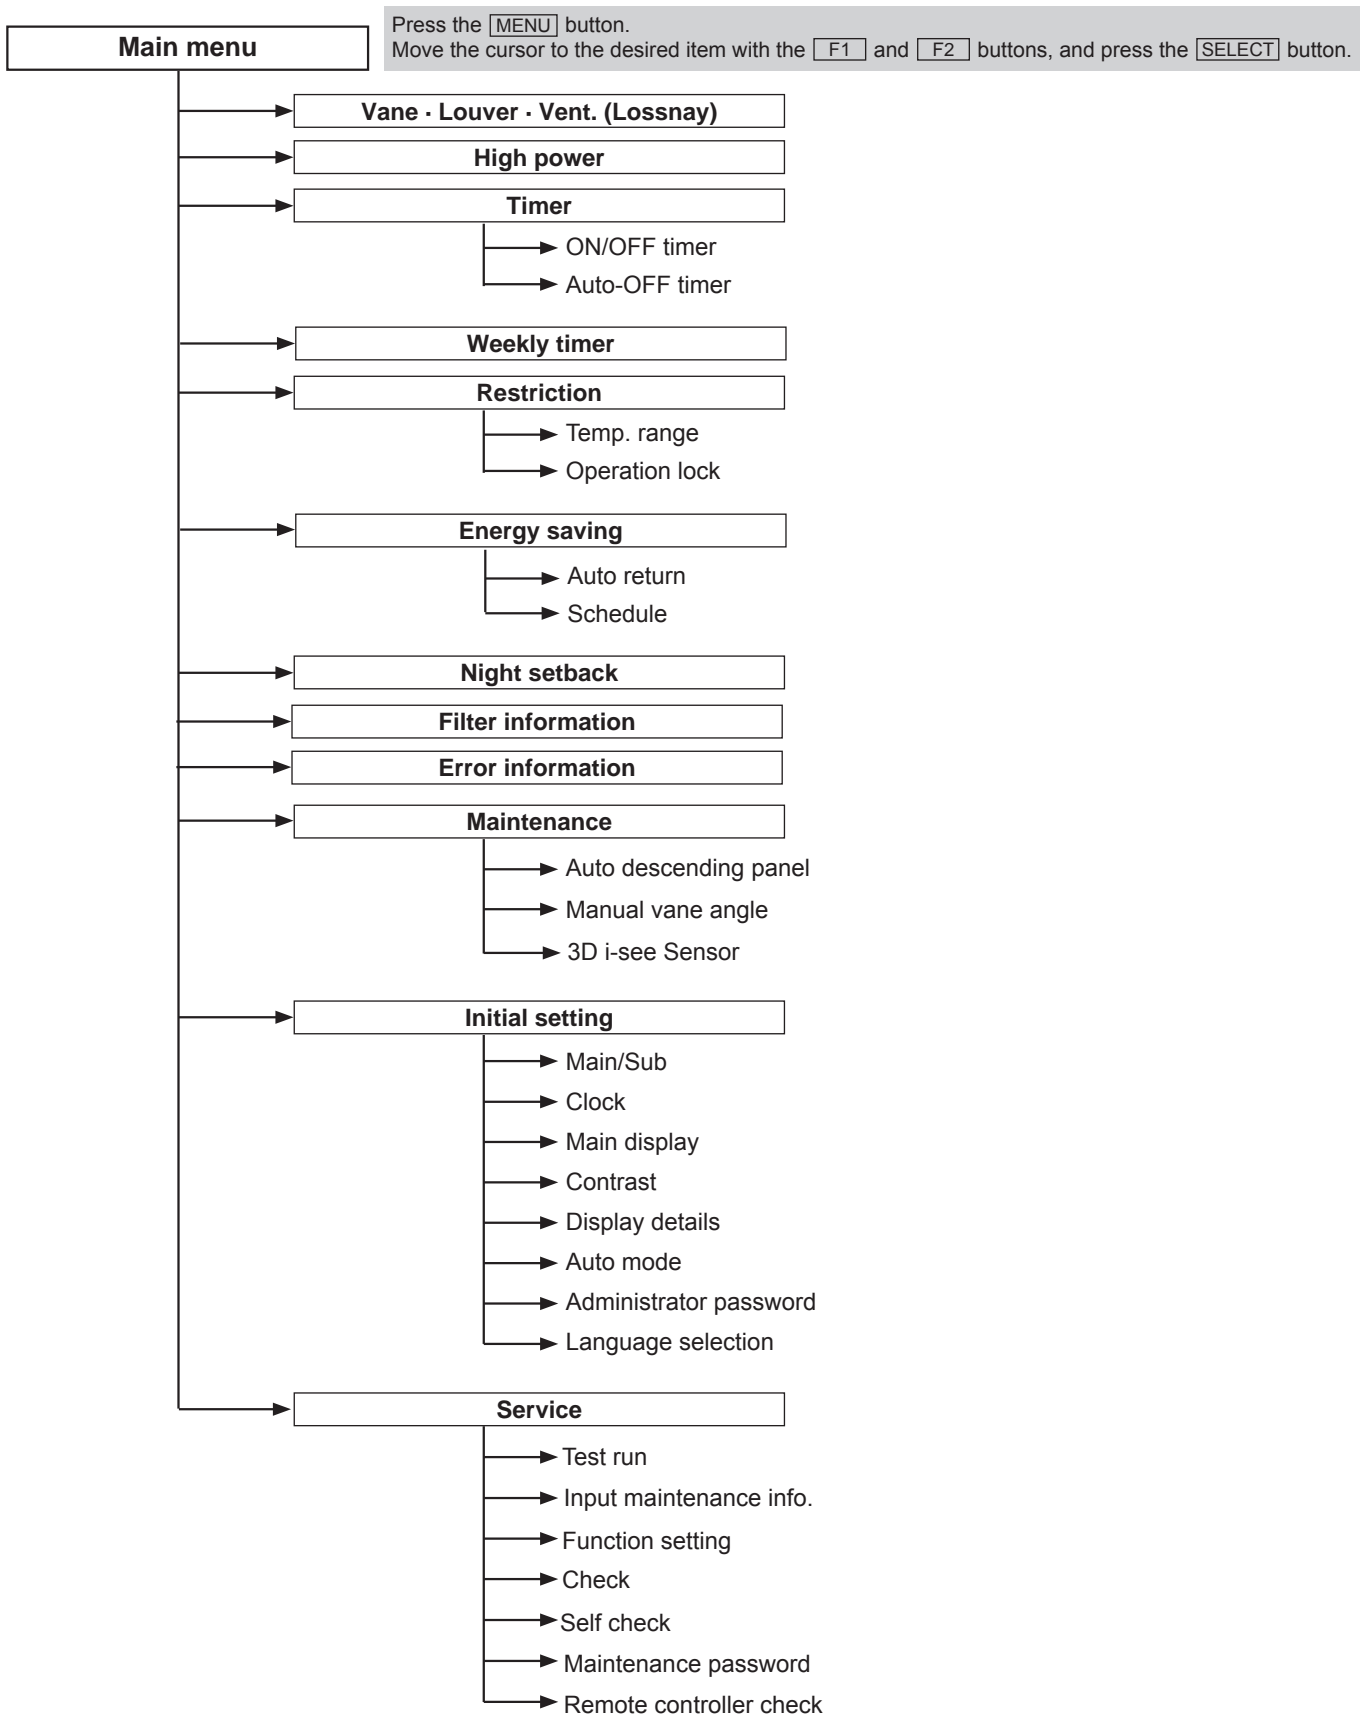 Main menu
Press the MENU button.
Move the cursor to the desired item with the F1 and F2 buttons, and press the SELECT button.
Vane · Louver · Vent. (Lossnay)
High power
Timer
ON/OFF timer
Auto-OFF timer
Weekly timer
Restriction
Temp. range
Operation lock
Energy saving
Auto return
Schedule
Night setback
Filter information
Error information
Maintenance
Auto descending panel
Manual vane angle
3D i-see Sensor
Initial setting
Main/Sub
Clock
Main display
Contrast
Display details
Auto mode
Administrator password
Language selection
Service
Test run
Input maintenance info.
Function setting
Check
Self check
Maintenance password
Remote controller check